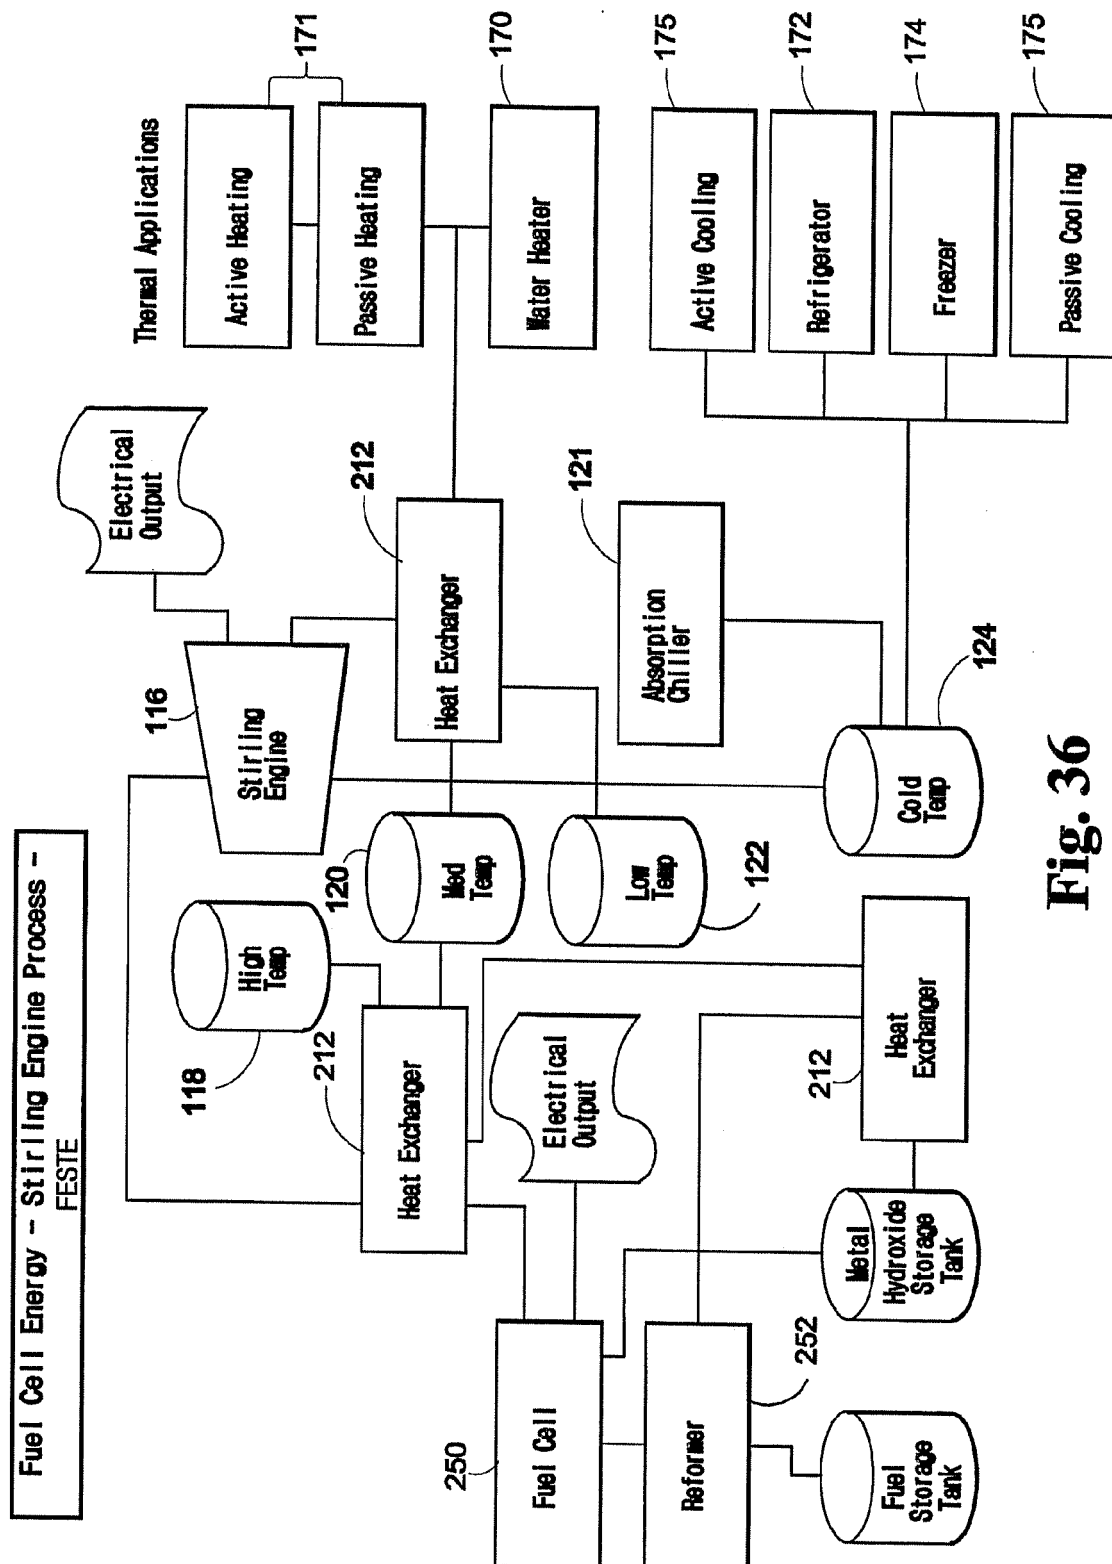 Fuel Cell Energy - Stirling Engine Process -
FESTE
Thermal Applications
Active Heating
171
Passive Heating
Water Heater
170
Active Cooling
175
Refrigerator
172
Freezer
174
Passive Cooling
175
Electrical
Output
116
Stirling
Engine
212
Heat Exchanger
121
Absorption
Chiller
118
High
Temp
120
Med
Temp
122
Low
Temp
124
Cold
Temp
212
Heat Exchanger
Electrical
Output
212
Heat
Exchanger
250
Fuel Cell
252
Reformer
Metal
Hydroxide
Storage
Tank
Fuel
Storage
Tank
Fig. 36